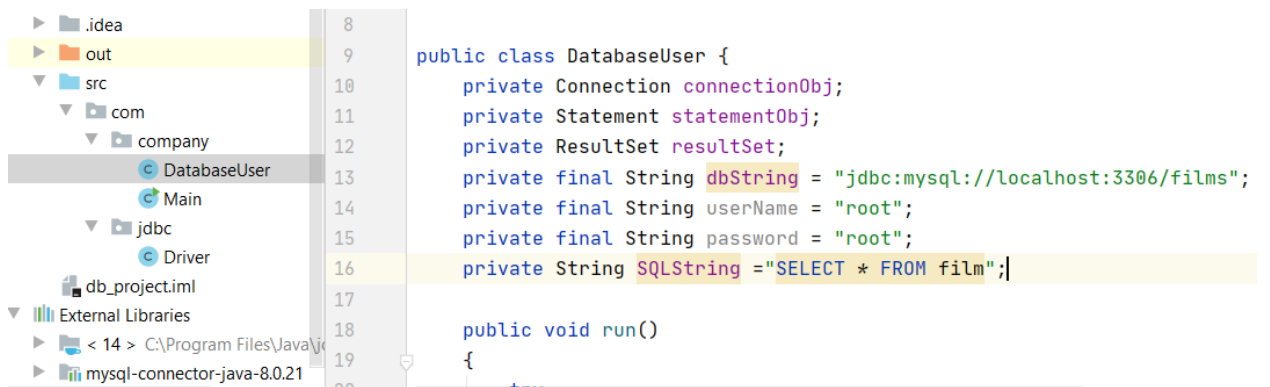 .idea
out
src
com
company
DatabaseUser
Main
jdbc
Driver
db_project.iml
External Libraries
< 14 > C:\Program Files\Java\
mysql-connector-java-8.0.21
8
9 public class DatabaseUser {
10 private Connection connectionObj;
11 private Statement statementObj;
12 private ResultSet resultSet;
13 private final String dbString = "jdbc:mysql://localhost:3306/films";
14 private final String userName = "root";
15 private final String password = "root";
16 private String SQLString ="SELECT * FROM film";
17
18 public void run()
19 {